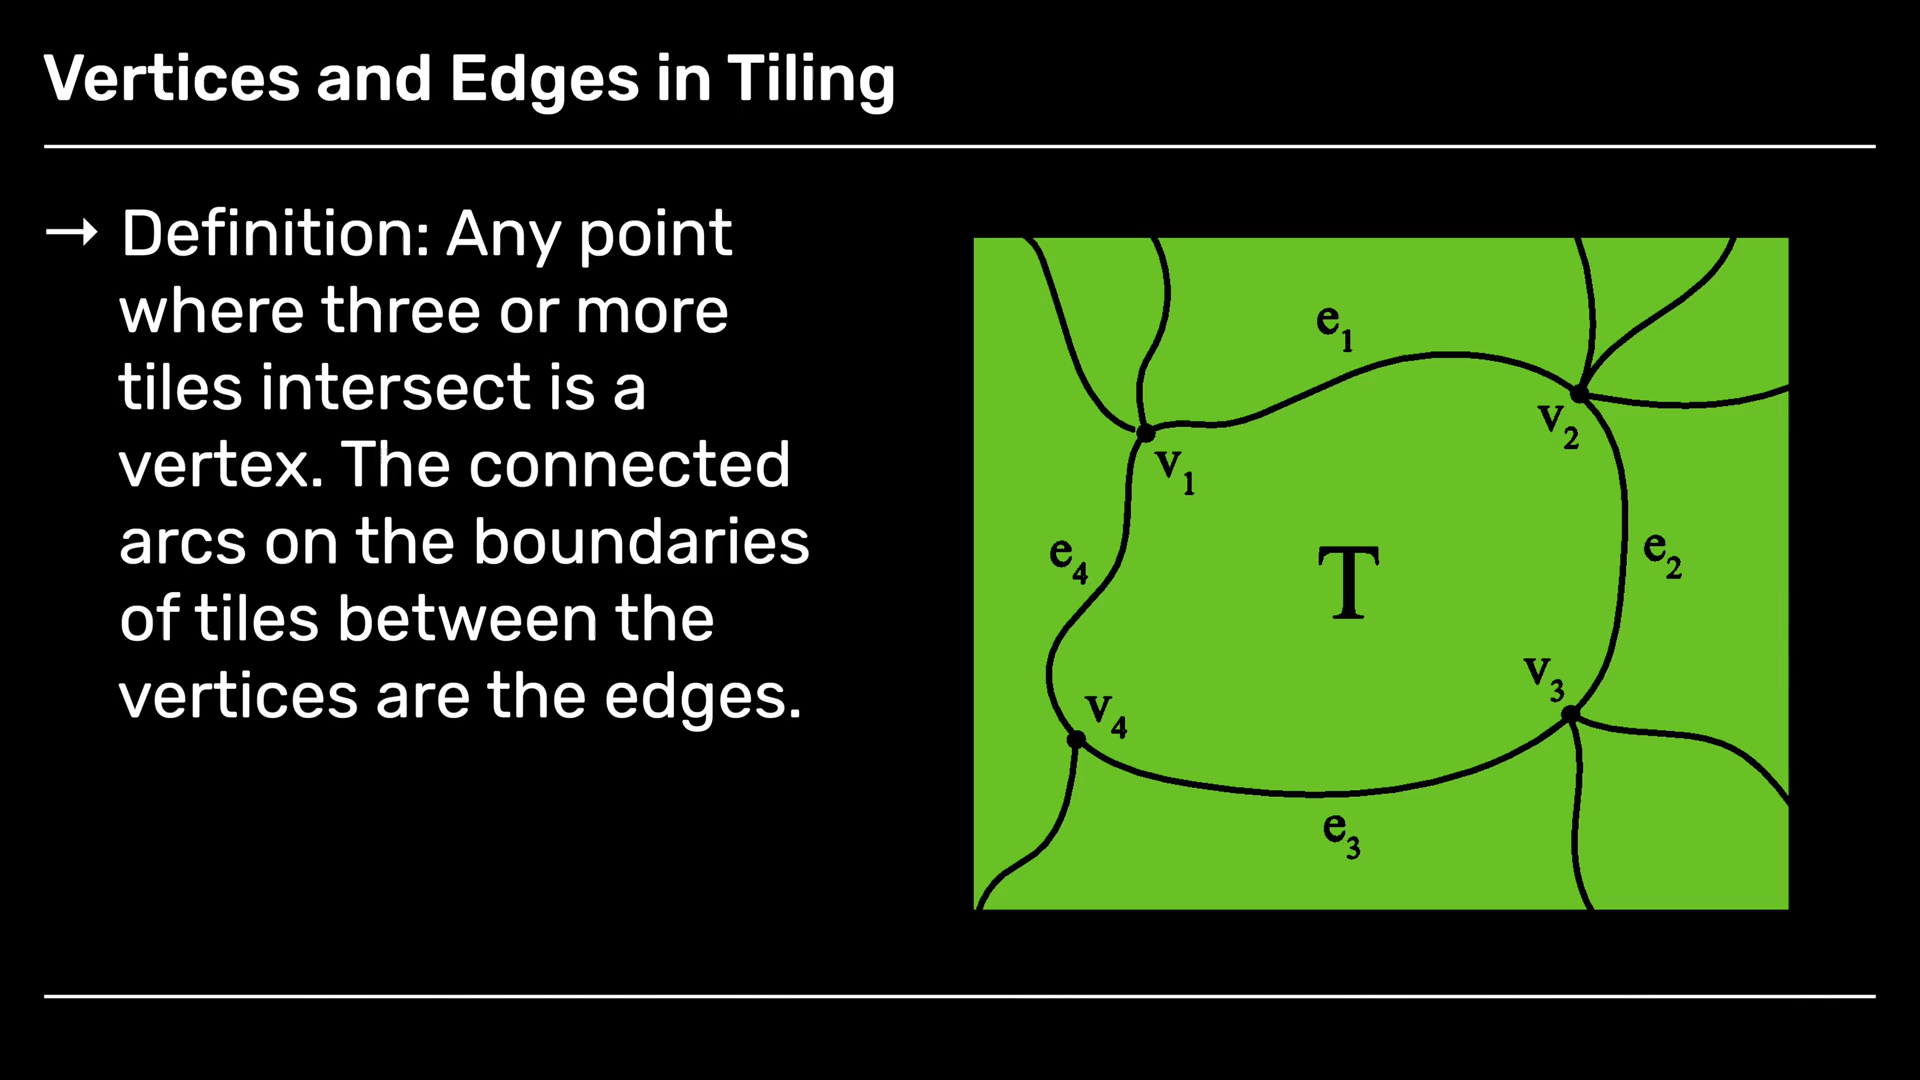 Vertices and Edges in Tiling
→ Definition: Any point
where three or more
tiles intersect is a
vertex. The connected
arcs on the boundaries
of tiles between the
vertices are the edges.
e₁
v₂
v₁
e₄
T
e₂
v₃
v₄
e₃